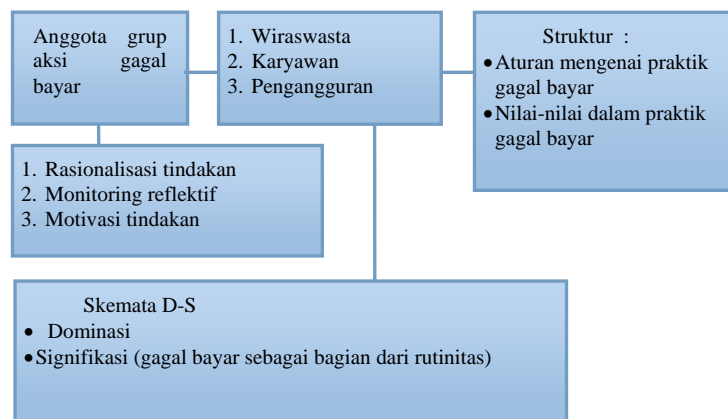 Anggota grup
aksi gagal
bayar
1. Wiraswasta
2. Karyawan
3. Pengangguran
Struktur :
•Aturan mengenai praktik
gagal bayar
•Nilai-nilai dalam praktik
gagal bayar
1. Rasionalisasi tindakan
2. Monitoring reflektif
3. Motivasi tindakan
Skemata D-S
• Dominasi
•Signifikasi (gagal bayar sebagai bagian dari rutinitas)